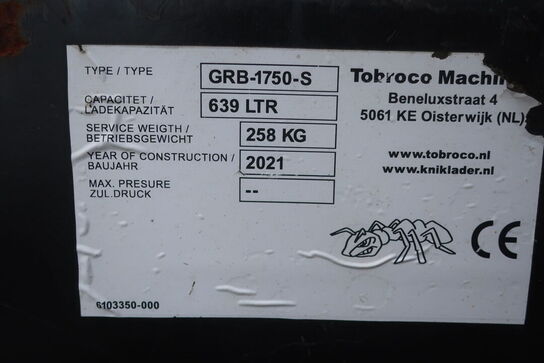 TYPE / TYPE GRB-1750-S
CAPACITET / LADEKAPAZITÄT 639 LTR
SERVICE WEIGTH / BETRIEBSGEWICHT 258 KG
YEAR OF CONSTRUCTION / BAUJAHR 2021
MAX. PRESURE ZUL.DRUCK --
6103350-000
Tobroco Machin
Beneluxstraat 4
5061 KE Oisterwijk (NL)
www.tobroco.nl
www.kniklader.nl
CE